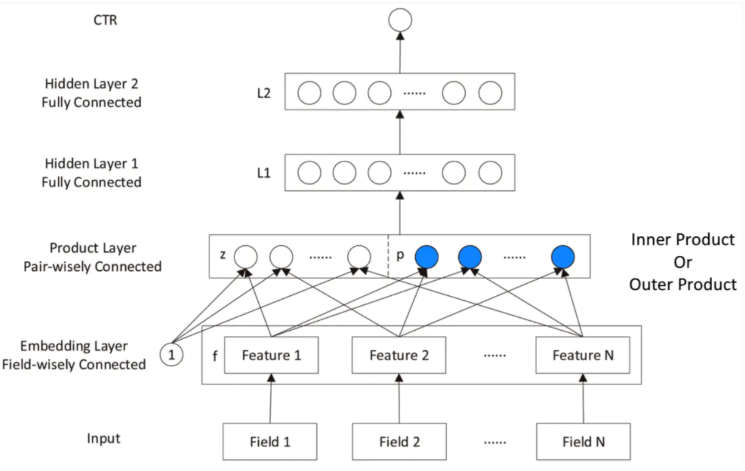 CTR
Hidden Layer 2
Fully Connected
L2
......
Hidden Layer 1
Fully Connected
L1
......
Product Layer
Pair-wisely Connected
z
......
p
......
Inner Product
Or
Outer Product
Embedding Layer
Field-wisely Connected
1
f
Feature 1
Feature 2
......
Feature N
Input
Field 1
Field 2
......
Field N